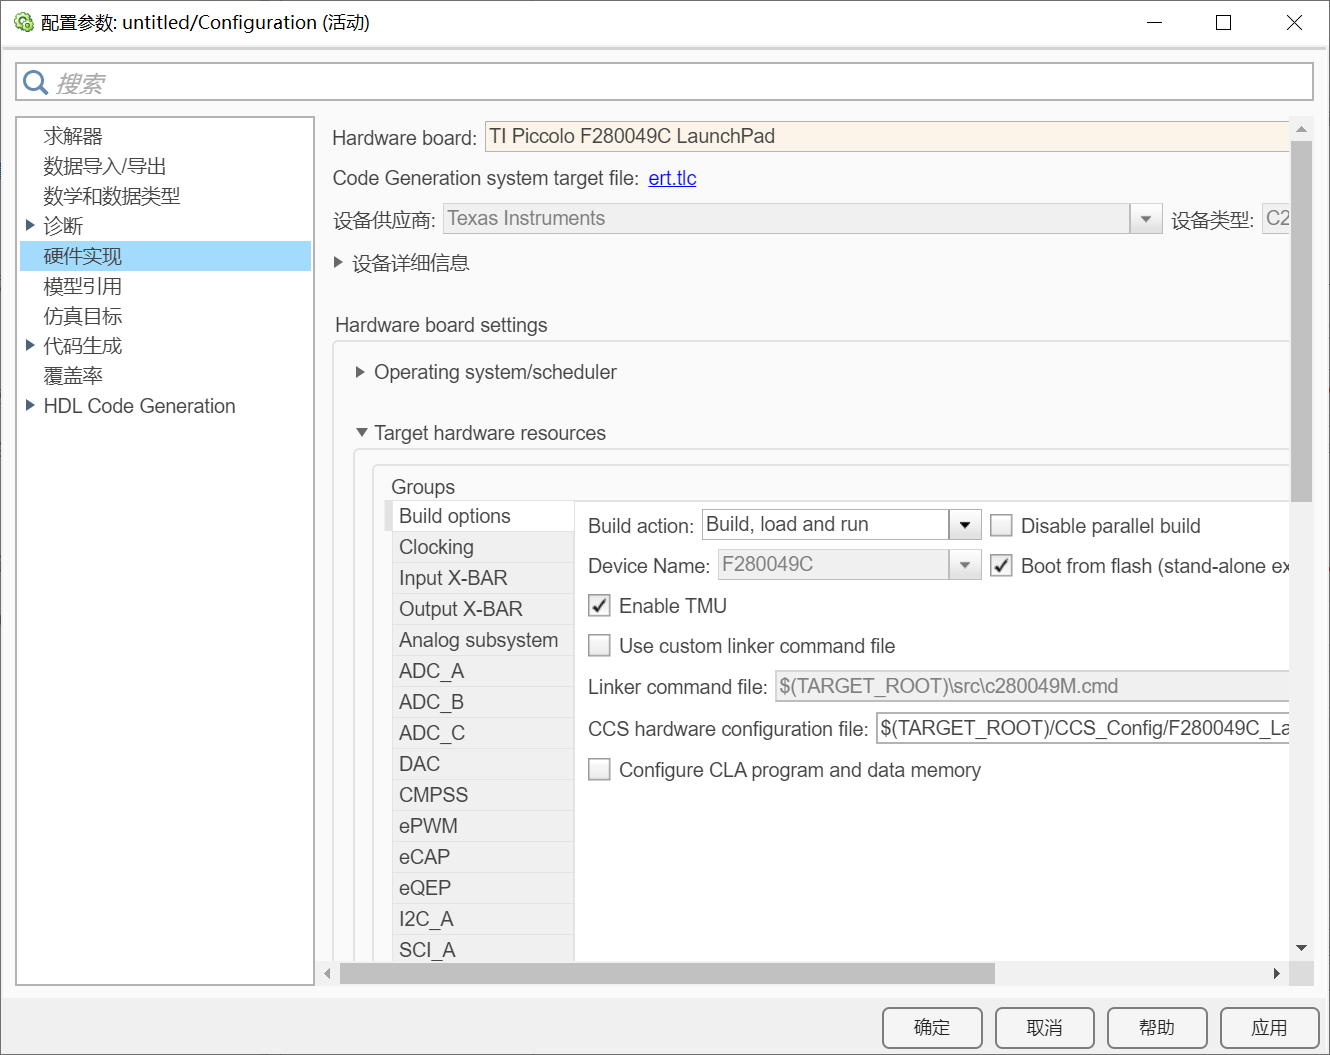 配置参数: untitled/Configuration (活动)
搜索
求解器
数据导入/导出
数学和数据类型
诊断
硬件实现
模型引用
仿真目标
代码生成
覆盖率
HDL Code Generation
Hardware board: TI Piccolo F280049C LaunchPad
Code Generation system target file: ert.tlc
设备供应商: Texas Instruments 设备类型: C2
设备详细信息
Hardware board settings
Operating system/scheduler
Target hardware resources
Groups
Build options
Clocking
Input X-BAR
Output X-BAR
Analog subsystem
ADC_A
ADC_B
ADC_C
DAC
CMPSS
ePWM
eCAP
eQEP
I2C_A
SCI_A
Build action: Build, load and run Disable parallel build
Device Name: F280049C Boot from flash (stand-alone ex
Enable TMU
Use custom linker command file
Linker command file: $(TARGET_ROOT)\src\c280049M.cmd
CCS hardware configuration file: $(TARGET_ROOT)/CCS_Config/F280049C_La
Configure CLA program and data memory
确定 取消 帮助 应用